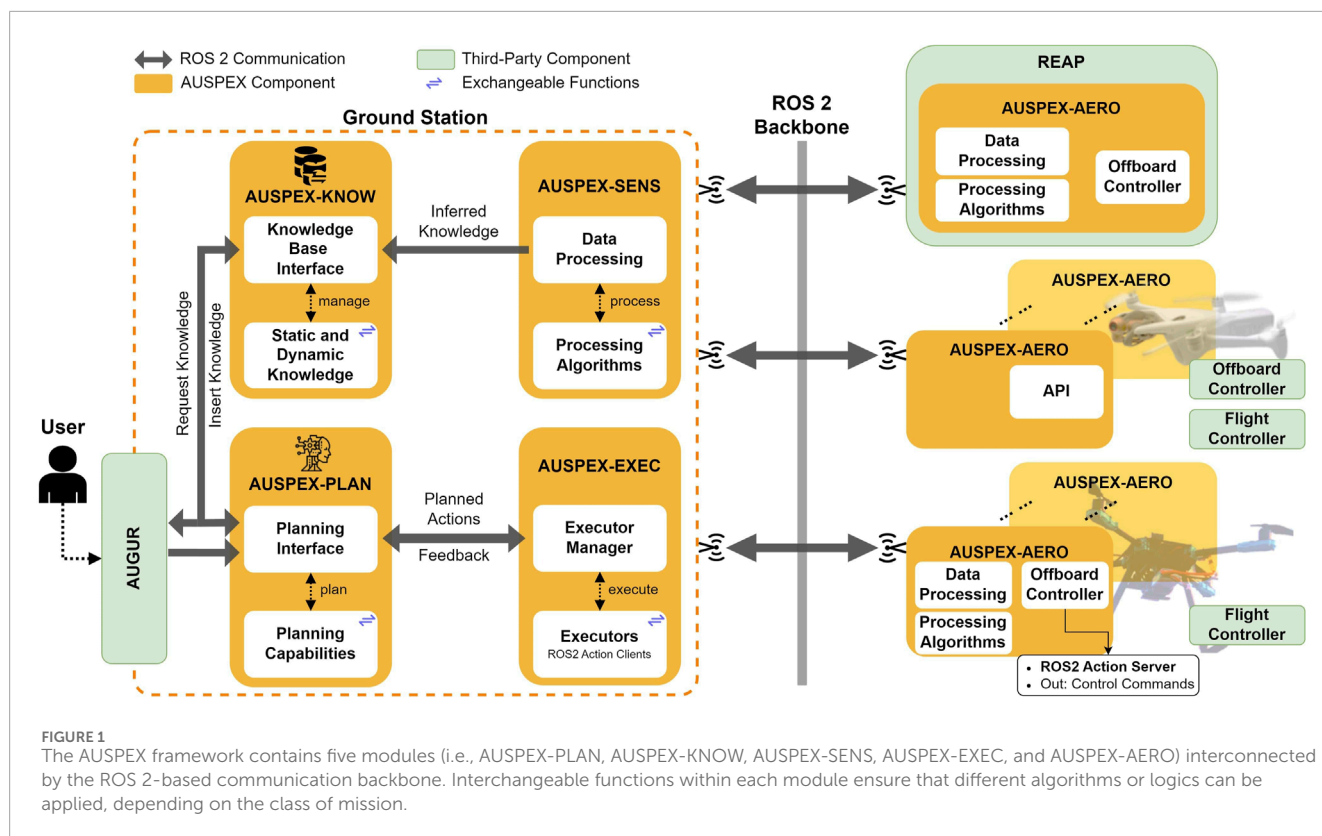 ROS 2 Communication
AUSPEX Component
Third-Party Component
Exchangeable Functions
Ground Station
ROS 2
Backbone
AUSPEX-KNOW
Knowledge
Base
Interface
manage
Static and
Dynamic
Knowledge
Inferred
Knowledge
AUSPEX-SENS
Data
Processing
process
Processing
Algorithms
Request Knowledge
Insert Knowledge
User
AUGUR
AUSPEX-PLAN
Planning
Interface
plan
Planning
Capabilities
Planned
Actions
Feedback
AUSPEX-EXEC
Executor
Manager
execute
Executors
ROS2 Action Clients
REAP
AUSPEX-AERO
Data
Processing
Processing
Algorithms
Offboard
Controller
AUSPEX-AERO
AUSPEX-AERO
API
Offboard
Controller
Flight
Controller
AUSPEX-AERO
AUSPEX-AERO
Data
Processing
Processing
Algorithms
Offboard
Controller
Flight
Controller
• ROS2 Action Server
• Out: Control Commands
FIGURE 1
The AUSPEX framework contains five modules (i.e., AUSPEX-PLAN, AUSPEX-KNOW, AUSPEX-SENS, AUSPEX-EXEC, and AUSPEX-AERO) interconnected
by the ROS 2-based communication backbone. Interchangeable functions within each module ensure that different algorithms or logics can be
applied, depending on the class of mission.